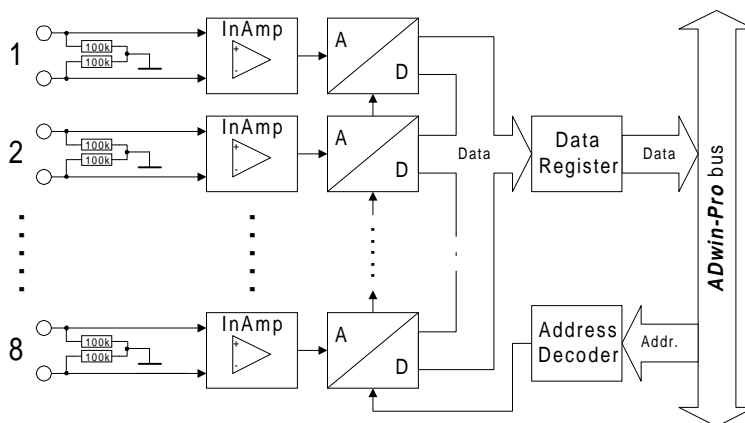 1
100k
100k
InAmp
+
-
A
D
2
100k
100k
InAmp
+
-
A
D
Data
Data
Register
Data
ADwin-Pro bus
8
100k
100k
InAmp
+
-
A
D
Address
Decoder
Addr.